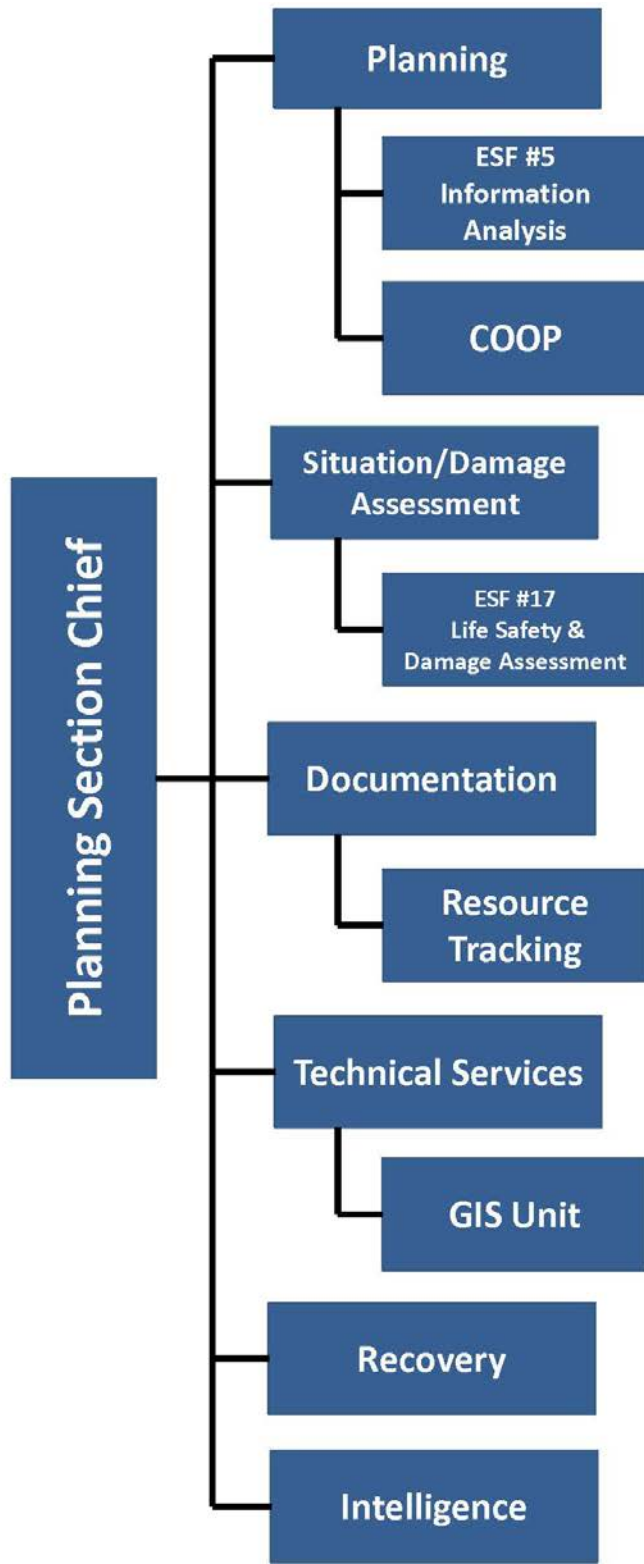 Planning Section Chief
Planning
ESF #5
Information
Analysis
COOP
Situation/Damage
Assessment
ESF #17
Life Safety &
Damage Assessment
Documentation
Resource
Tracking
Technical Services
GIS Unit
Recovery
Intelligence